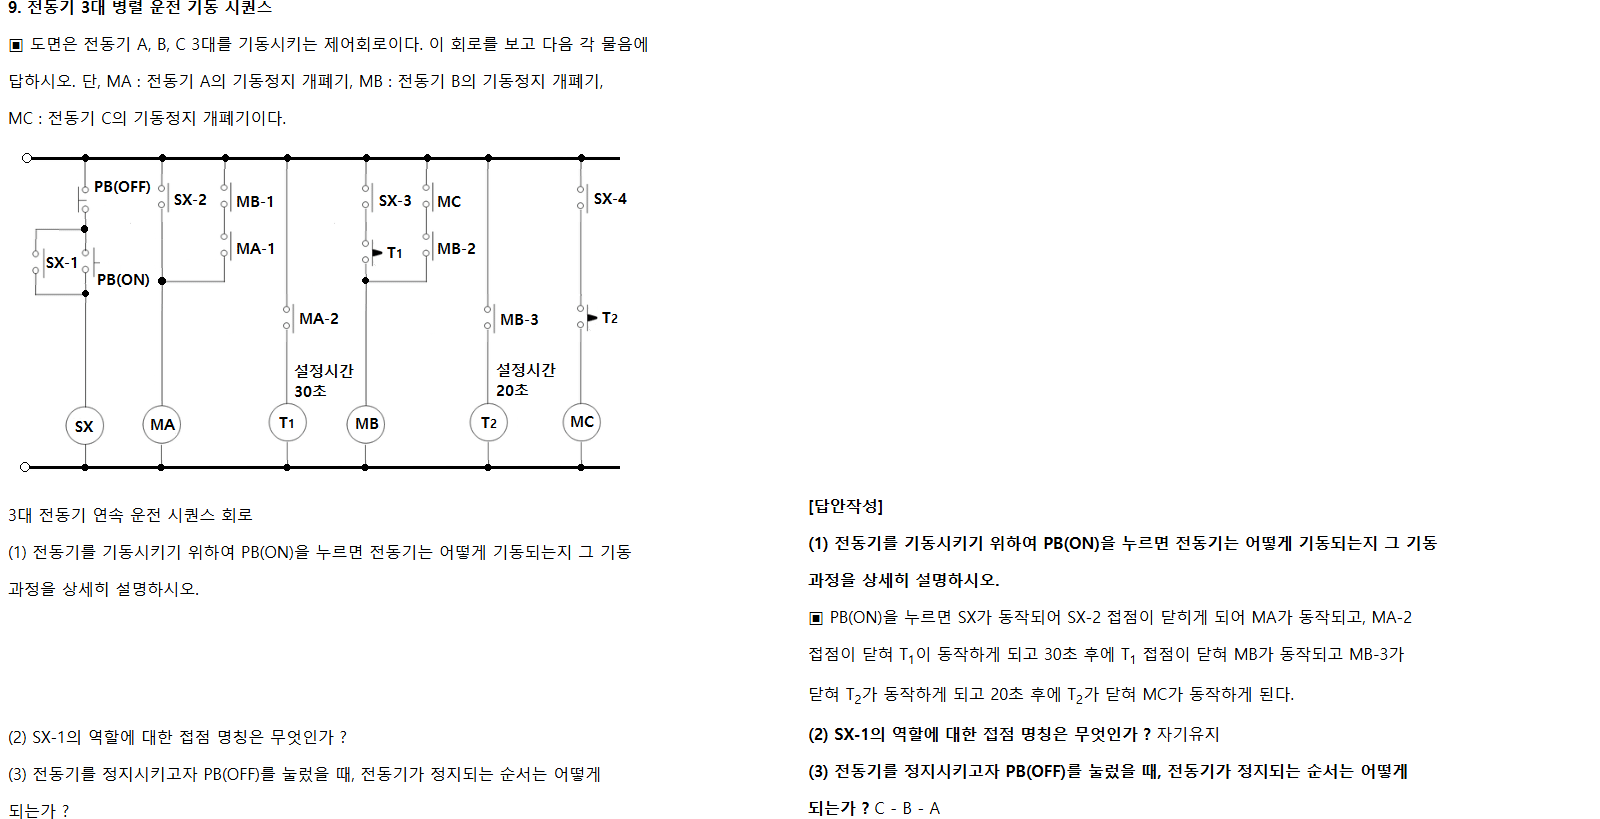 9. 전동기 3대 병렬 운전 기동 시퀀스
▣ 도면은 전동기 A, B, C 3대를 기동시키는 제어회로이다. 이 회로를 보고 다음 각 물음에
답하시오. 단, MA : 전동기 A의 기동정지 개폐기, MB : 전동기 B의 기동정지 개폐기,
MC : 전동기 C의 기동정지 개폐기이다.
PB(OFF)
SX-2
MB-1
SX-3
MC
SX-4
SX-1
PB(ON)
MA-1
T1
MB-2
MA-2
MB-3
T2
설정시간
30초
설정시간
20초
SX
MA
T1
MB
T2
MC
3대 전동기 연속 운전 시퀀스 회로
(1) 전동기를 기동시키기 위하여 PB(ON)을 누르면 전동기는 어떻게 기동되는지 그 기동
과정을 상세히 설명하시오.
(2) SX-1의 역할에 대한 접점 명칭은 무엇인가 ?
(3) 전동기를 정지시키고자 PB(OFF)를 눌렀을 때, 전동기가 정지되는 순서는 어떻게
되는가 ?
[답안작성]
(1) 전동기를 기동시키기 위하여 PB(ON)을 누르면 전동기는 어떻게 기동되는지 그 기동
과정을 상세히 설명하시오.
▣ PB(ON)을 누르면 SX가 동작되어 SX-2 접점이 닫히게 되어 MA가 동작되고, MA-2
접점이 닫혀 T1이 동작하게 되고 30초 후에 T1 접점이 닫혀 MB가 동작되고 MB-3가
닫혀 T2가 동작하게 되고 20초 후에 T2가 닫혀 MC가 동작하게 된다.
(2) SX-1의 역할에 대한 접점 명칭은 무엇인가 ? 자기유지
(3) 전동기를 정지시키고자 PB(OFF)를 눌렀을 때, 전동기가 정지되는 순서는 어떻게
되는가 ? C - B - A